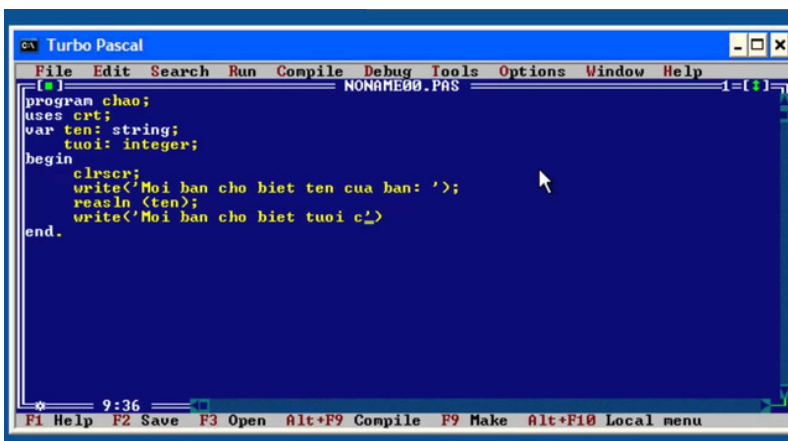 Turbo Pascal
File Edit Search Run Compile Debug Tools Options Window Help
NONAME00.PAS 1=[↕]
program chao;
uses crt;
var ten: string;
tuoi: integer;
begin
clrscr;
write('Moi ban cho biet ten cua ban: ');
reasln (ten);
write('Moi ban cho biet tuoi c')
end.
9:36
F1 Help F2 Save F3 Open Alt+F9 Compile F9 Make Alt+F10 Local menu